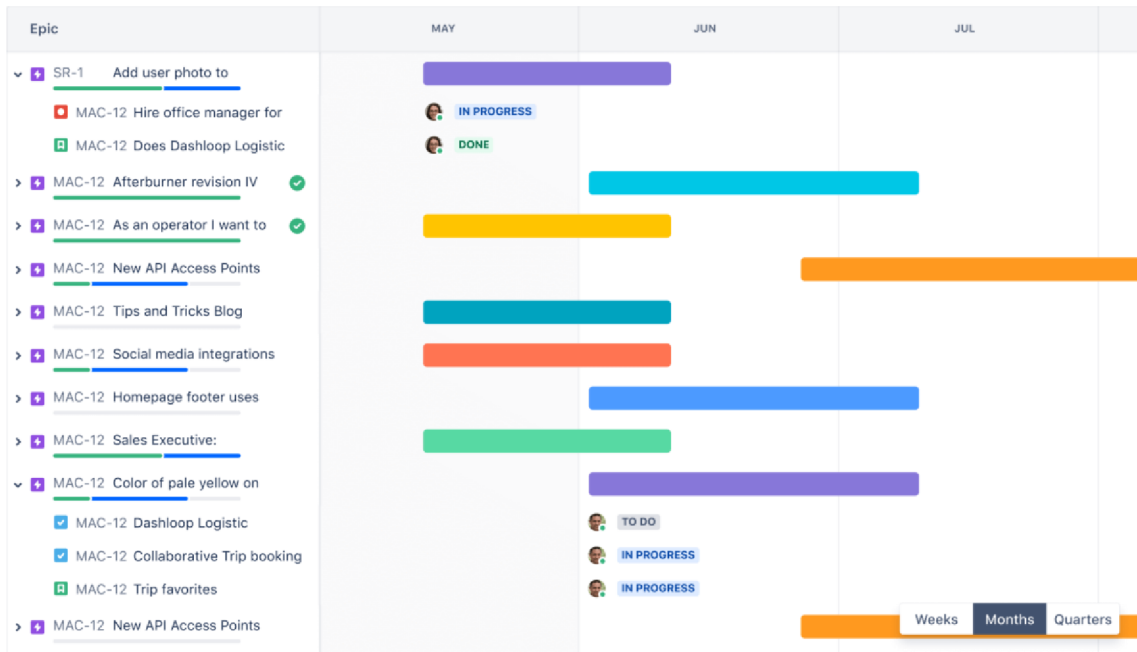 Epic MAY JUN JUL
SR-1 Add user photo to
MAC-12 Hire office manager for IN PROGRESS
MAC-12 Does Dashloop Logistic DONE
MAC-12 Afterburner revision IV
MAC-12 As an operator I want to
MAC-12 New API Access Points
MAC-12 Tips and Tricks Blog
MAC-12 Social media integrations
MAC-12 Homepage footer uses
MAC-12 Sales Executive:
MAC-12 Color of pale yellow on
MAC-12 Dashloop Logistic TO DO
MAC-12 Collaborative Trip booking IN PROGRESS
MAC-12 Trip favorites IN PROGRESS
MAC-12 New API Access Points
Weeks Months Quarters